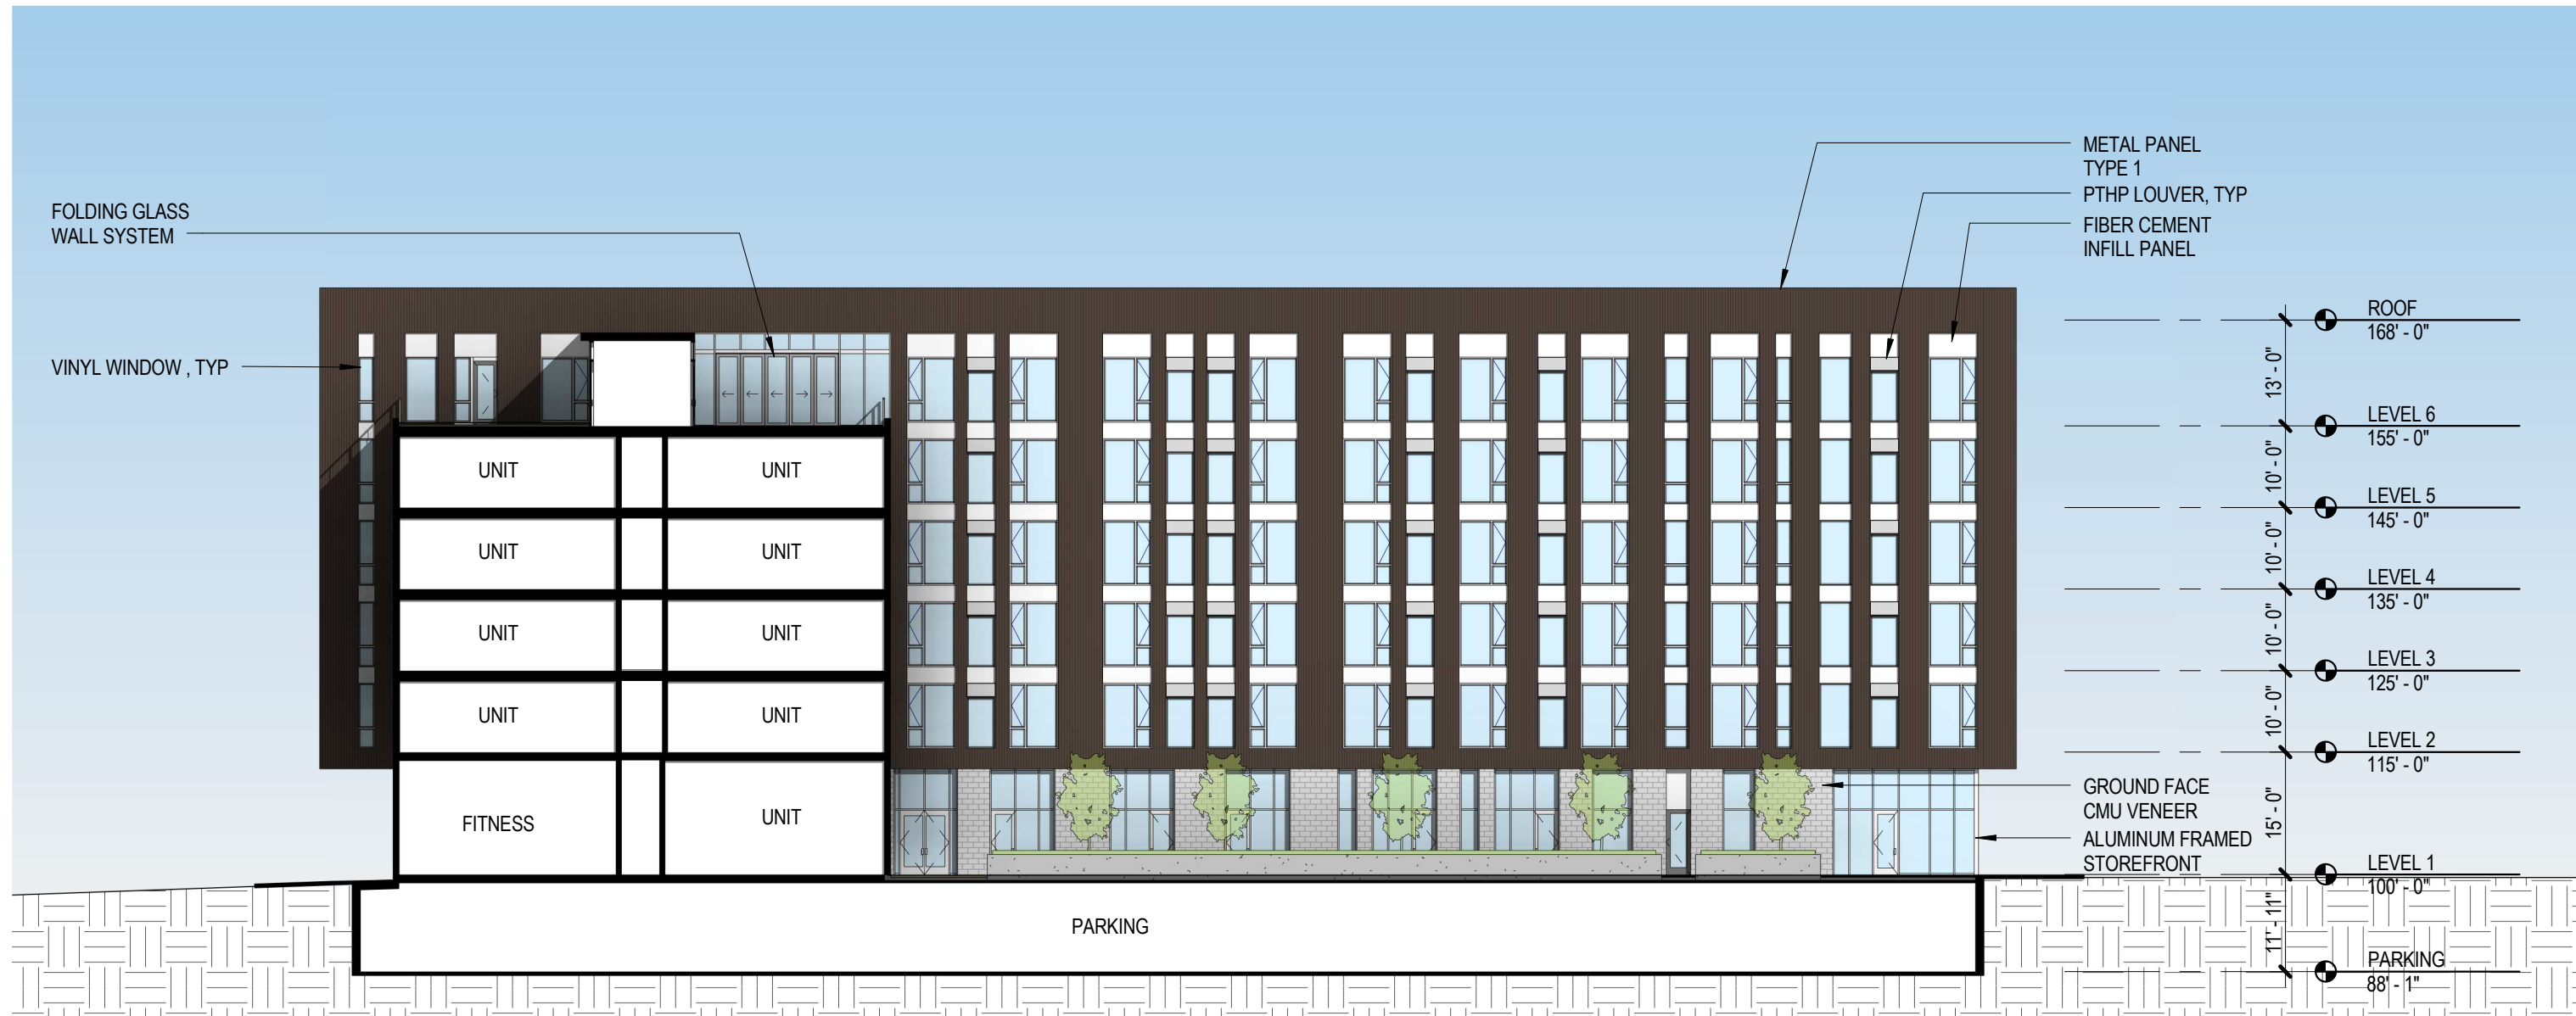 FOLDING GLASS
WALL SYSTEM
VINYL WINDOW , TYP
METAL PANEL
TYPE 1
PTHP LOUVER, TYP
FIBER CEMENT
INFILL PANEL
UNIT
UNIT
UNIT
UNIT
UNIT
UNIT
UNIT
UNIT
FITNESS
UNIT
PARKING
GROUND FACE
CMU VENEER
ALUMINUM FRAMED
STOREFRONT
ROOF
168' - 0"
13' - 0"
LEVEL 6
155' - 0"
10' - 0"
LEVEL 5
145' - 0"
10' - 0"
LEVEL 4
135' - 0"
10' - 0"
LEVEL 3
125' - 0"
10' - 0"
LEVEL 2
115' - 0"
15' - 0"
LEVEL 1
100' - 0"
11' - 11"
PARKING
88' - 1"